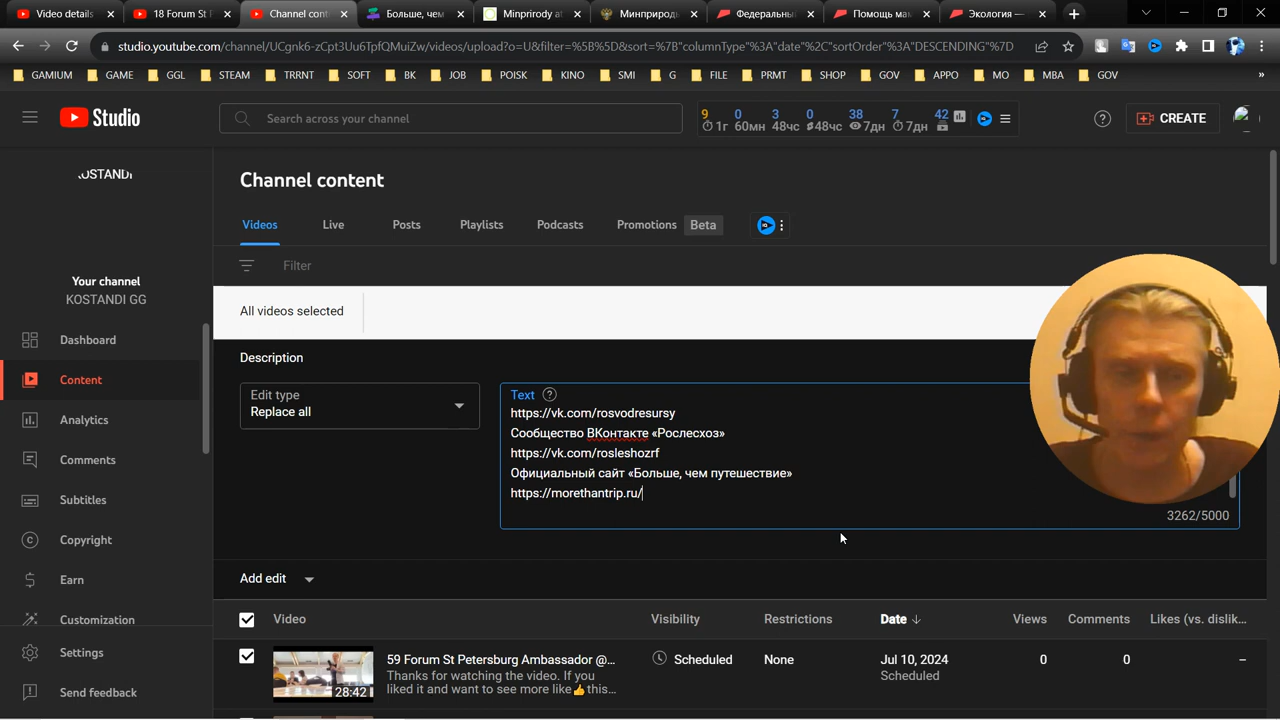 Video details
18 Forum St F
Channel cont
Больше, чем
Minprirody at
Минприродь
Федеральныі
Помощь мам
Экология —
studio.youtube.com/channel/UCgnk6-zCpt3Uu6TpfQMuiZw/videos/upload?o=U&filter=%5B%5D&sort=%7B"columnType"%3A"date"%2C"sortOrder"%3A"DESCENDING"%7D
GAMIUM GAME GGL STEAM TRRNT SOFT BK JOB POISK KINO SMI G FILE PRMT SHOP GOV APPO MO MBA GOV »
Studio
Search across your channel
9 0 3 0 38 7 42
1г 60мн 48чс 48чс 7дн 7дн
CREATE
KOSTANDI
Your channel
KOSTANDI GG
Dashboard
Content
Analytics
Comments
Subtitles
Copyright
Earn
Customization
Settings
Send feedback
Channel content
Videos Live Posts Playlists Podcasts Promotions Beta
Filter
All videos selected
Description
Edit type
Replace all
Text
https://vk.com/rosvodresursy
Сообщество ВКонтакте «Рослесхоз»
https://vk.com/rosleshozrf
Официальный сайт «Больше, чем путешествие»
https://morethantrip.ru/
3262/5000
Add edit
Video Visibility Restrictions Date Views Comments Likes (vs. dislik...
59 Forum St Petersburg Ambassador @... Scheduled None Jul 10, 2024 0 0 –
Thanks for watching the video. If you Scheduled
liked it and want to see more like👍this...
28:42